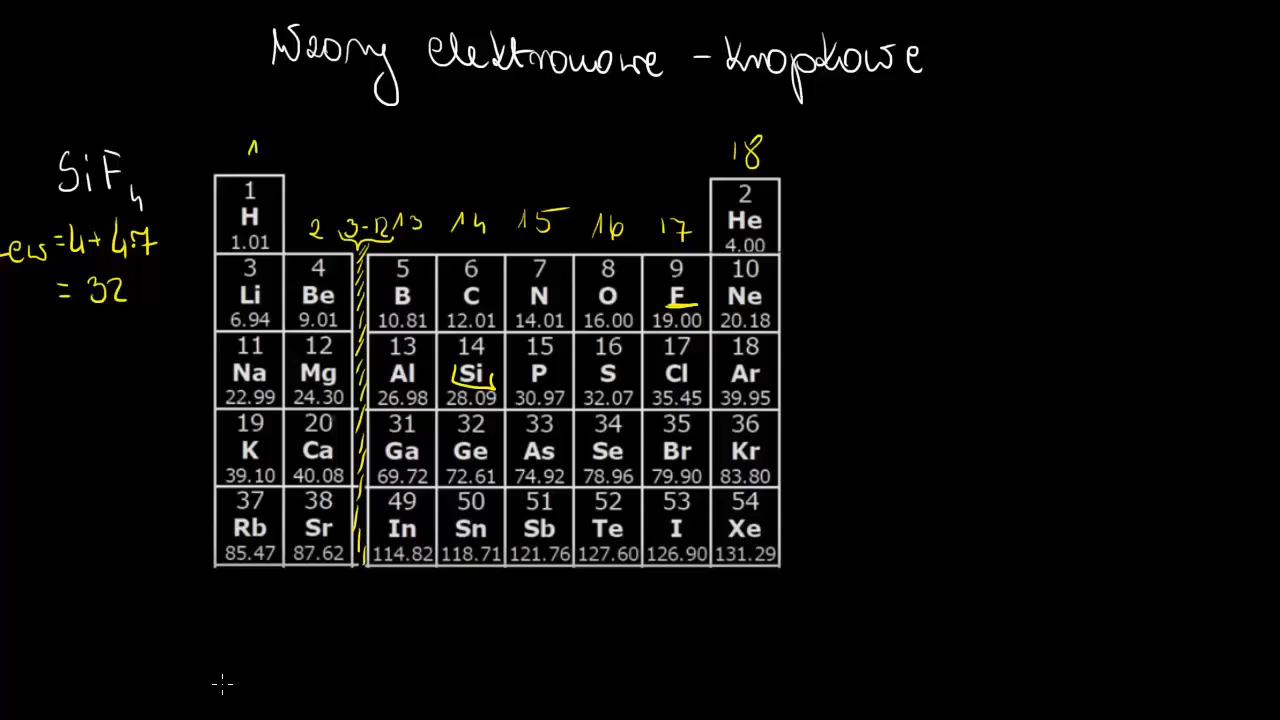 Wzory elektronowe - kropkowe
SiF4
ew = 4 + 4·7
= 32
1 18
2 3-12 13 14 15 16 17
1 2
H He
1.01 4.00
3 4 5 6 7 8 9 10
Li Be B C N O F Ne
6.94 9.01 10.81 12.01 14.01 16.00 19.00 20.18
11 12 13 14 15 16 17 18
Na Mg Al Si P S Cl Ar
22.99 24.30 26.98 28.09 30.97 32.07 35.45 39.95
19 20 31 32 33 34 35 36
K Ca Ga Ge As Se Br Kr
39.10 40.08 69.72 72.61 74.92 78.96 79.90 83.80
37 38 49 50 51 52 53 54
Rb Sr In Sn Sb Te I Xe
85.47 87.62 114.82 118.71 121.76 127.60 126.90 131.29